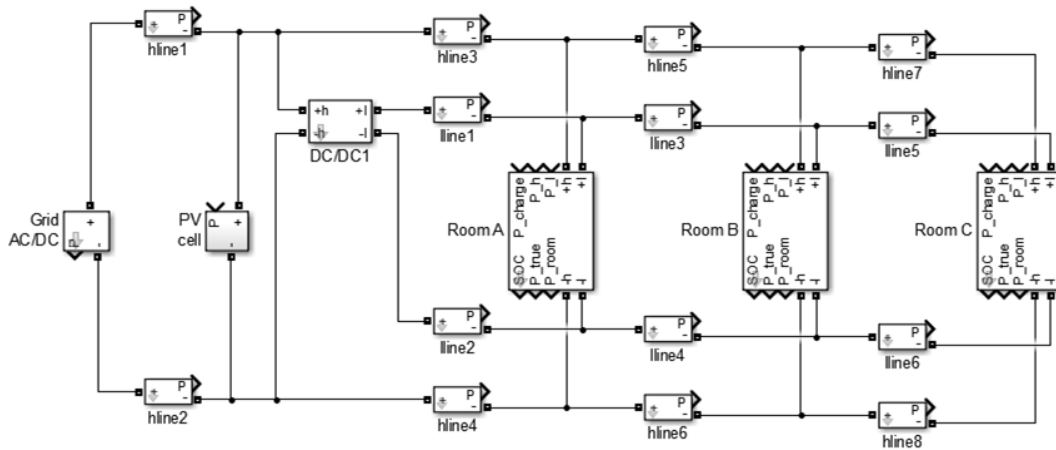 P
+ -
hline1
P
+ -
hline3
P
+ -
hline5
P
+ -
hline7
+h +l
-h -l
DC/DC1
P
+ -
lline1
P
+ -
lline3
P
+ -
lline5
Grid
AC/DC
+
P -
PV
cell
P +
-
Room A
P_charge
P_h
P_l
+h
+l
SOC
P_true
P_room
-h
-l
Room B
P_charge
P_h
P_l
+h
+l
SOC
P_true
P_room
-h
-l
Room C
P_charge
P_h
P_l
+h
+l
SOC
P_true
P_room
-h
-l
P
+ -
lline2
P
+ -
lline4
P
+ -
lline6
P
+ -
hline2
P
+ -
hline4
P
+ -
hline6
P
+ -
hline8